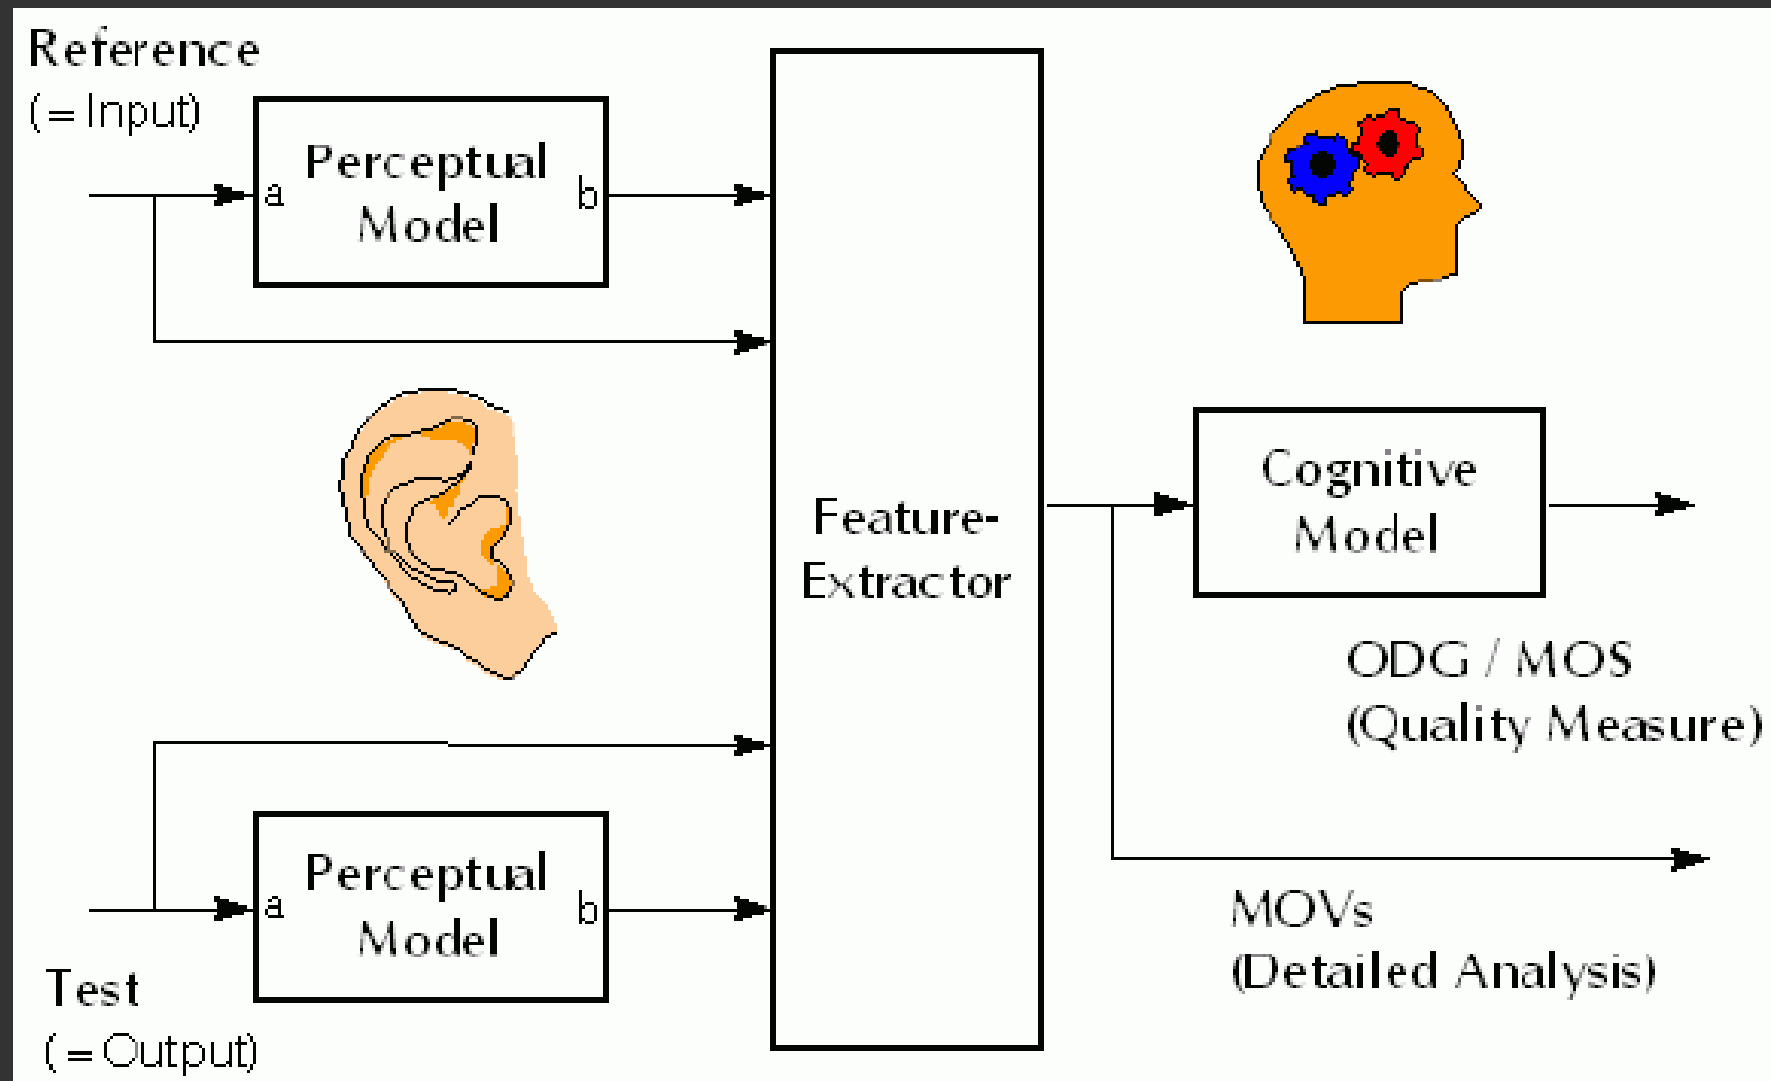 Reference
(= Input)
Perceptual
Model
a
b
Feature-
Extractor
Cognitive
Model
ODG / MOS
(Quality Measure)
Perceptual
Model
a
b
MOVs
(Detailed Analysis)
Test
(= Output)